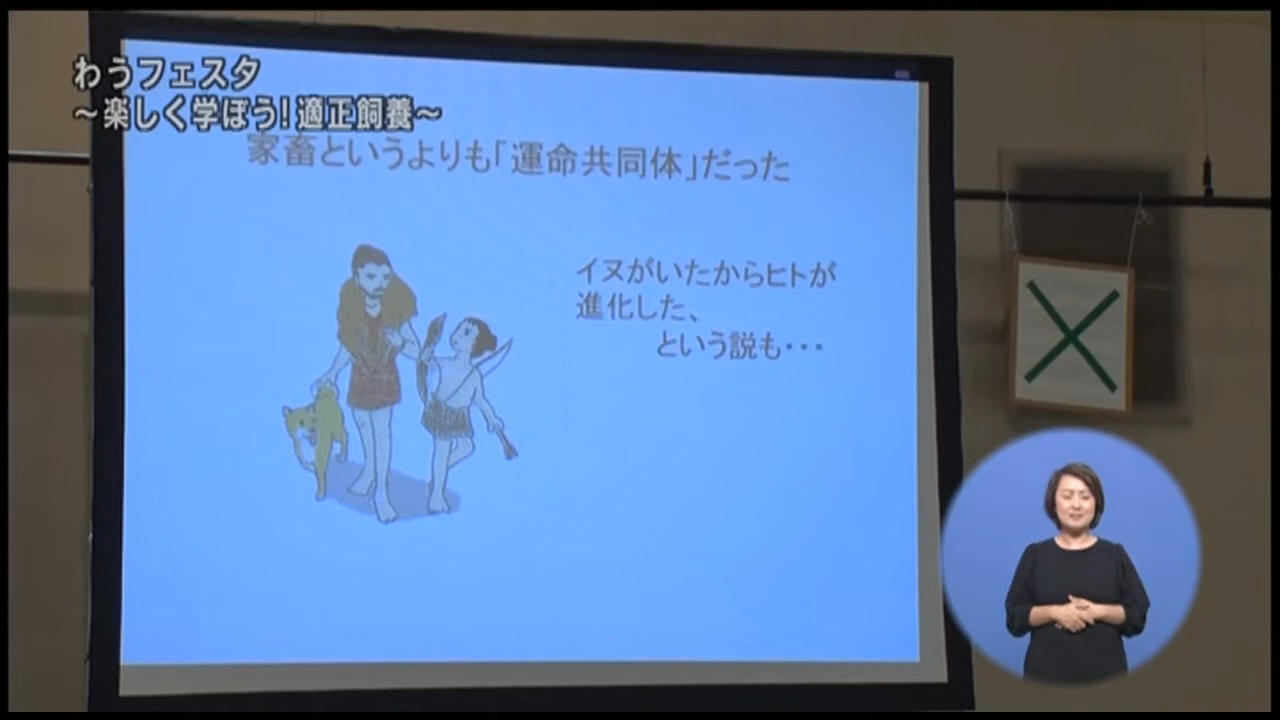 わうフェスタ
～楽しく学ぼう!適正飼養～
家畜というよりも「運命共同体」だった
イヌがいたからヒトが
進化した、
という説も・・・